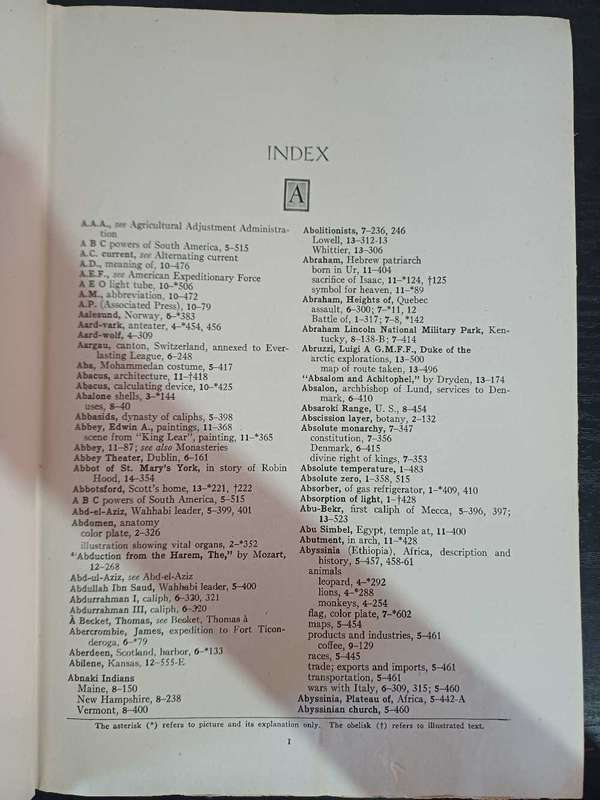 INDEX
A
A.A.A., see Agricultural Adjustment Administra-
tion
A B C powers of South America, 5–515
A.C. current, see Alternating current
A.D., meaning of, 10–476
A.E.F., see American Expeditionary Force
A E O light tube, 10–*506
A.M., abbreviation, 10–472
A.P. (Associated Press), 10–79
Aalesund, Norway, 6–*383
Aard-vark, anteater, 4–*454, 456
Aard-wolf, 4–309
Aargau, canton, Switzerland, annexed to Ever-
lasting League, 6–248
Aba, Mohammedan costume, 5–417
Abacus, architecture, 11–†418
Abacus, calculating device, 10–*425
Abalone shells, 3–*144
uses, 8–40
Abbasids, dynasty of caliphs, 5–398
Abbey, Edwin A., paintings, 11–368
scene from "King Lear", painting, 11–*365
Abbey, 11–87; see also Monasteries
Abbey Theater, Dublin, 6–161
Abbot of St. Mary's York, in story of Robin
Hood, 14–354
Abbotsford, Scott's home, 13–*221, †222
A B C powers of South America, 5–515
Abd-el-Aziz, Wahhabi leader, 5–399, 401
Abdomen, anatomy
color plate, 2–326
illustration showing vital organs, 2–*352
"Abduction from the Harem, The," by Mozart,
12–268
Abd-ul-Aziz, see Abd-el-Aziz
Abdullah Ibn Saud, Wahhabi leader, 5–400
Abdurrahman I, caliph, 6–320, 321
Abdurrahman III, caliph, 6–320
À Becket, Thomas, see Becket, Thomas à
Abercrombie, James, expedition to Fort Ticon-
deroga, 6–*79
Aberdeen, Scotland, harbor, 6–*133
Abilene, Kansas, 12–555-E
Abnaki Indians
Maine, 8–150
New Hampshire, 8–238
Vermont, 8–400
Abolitionists, 7–236, 246
Lowell, 13–312-13
Whittier, 13–306
Abraham, Hebrew patriarch
born in Ur, 11–404
sacrifice of Isaac, 11–*124, †125
symbol for heaven, 11–*89
Abraham, Heights of, Quebec
assault, 6–300; 7–*11, 12
Battle of, 1–317; 7–8, *142
Abraham Lincoln National Military Park, Ken-
tucky, 8–138-B; 7–414
Abruzzi, Luigi A G.M.F.F., Duke of the
arctic explorations, 13–500
map of route taken, 13–496
"Absalom and Achitophel," by Dryden, 13–174
Absalon, archbishop of Lund, services to Den-
mark, 6–410
Absaroki Range, U. S., 8–454
Abscission layer, botany, 2–132
Absolute monarchy, 7–347
constitution, 7–356
Denmark, 6–415
divine right of kings, 7–353
Absolute temperature, 1–483
Absolute zero, 1–358, 515
Absorber, of gas refrigerator, 1–*409, 410
Absorption of light, 1–†428
Abu-Bekr, first caliph of Mecca, 5–396, 397;
13–523
Abu Simbel, Egypt, temple at, 11–400
Abutment, in arch, 11–*428
Abyssinia (Ethiopia), Africa, description and
history, 5–457, 458-61
animals
leopard, 4–*292
lions, 4–*288
monkeys, 4–254
flag, color plate, 7–*602
maps, 5–454
products and industries, 5–461
coffee, 9–129
races, 5–445
trade; exports and imports, 5–461
transportation, 5–461
wars with Italy, 6–309, 315; 5–460
Abyssinia, Plateau of, Africa, 5–442-A
Abyssinian church, 5–460
The asterisk (*) refers to picture and its explanation only. The obelisk (†) refers to illustrated text.
I